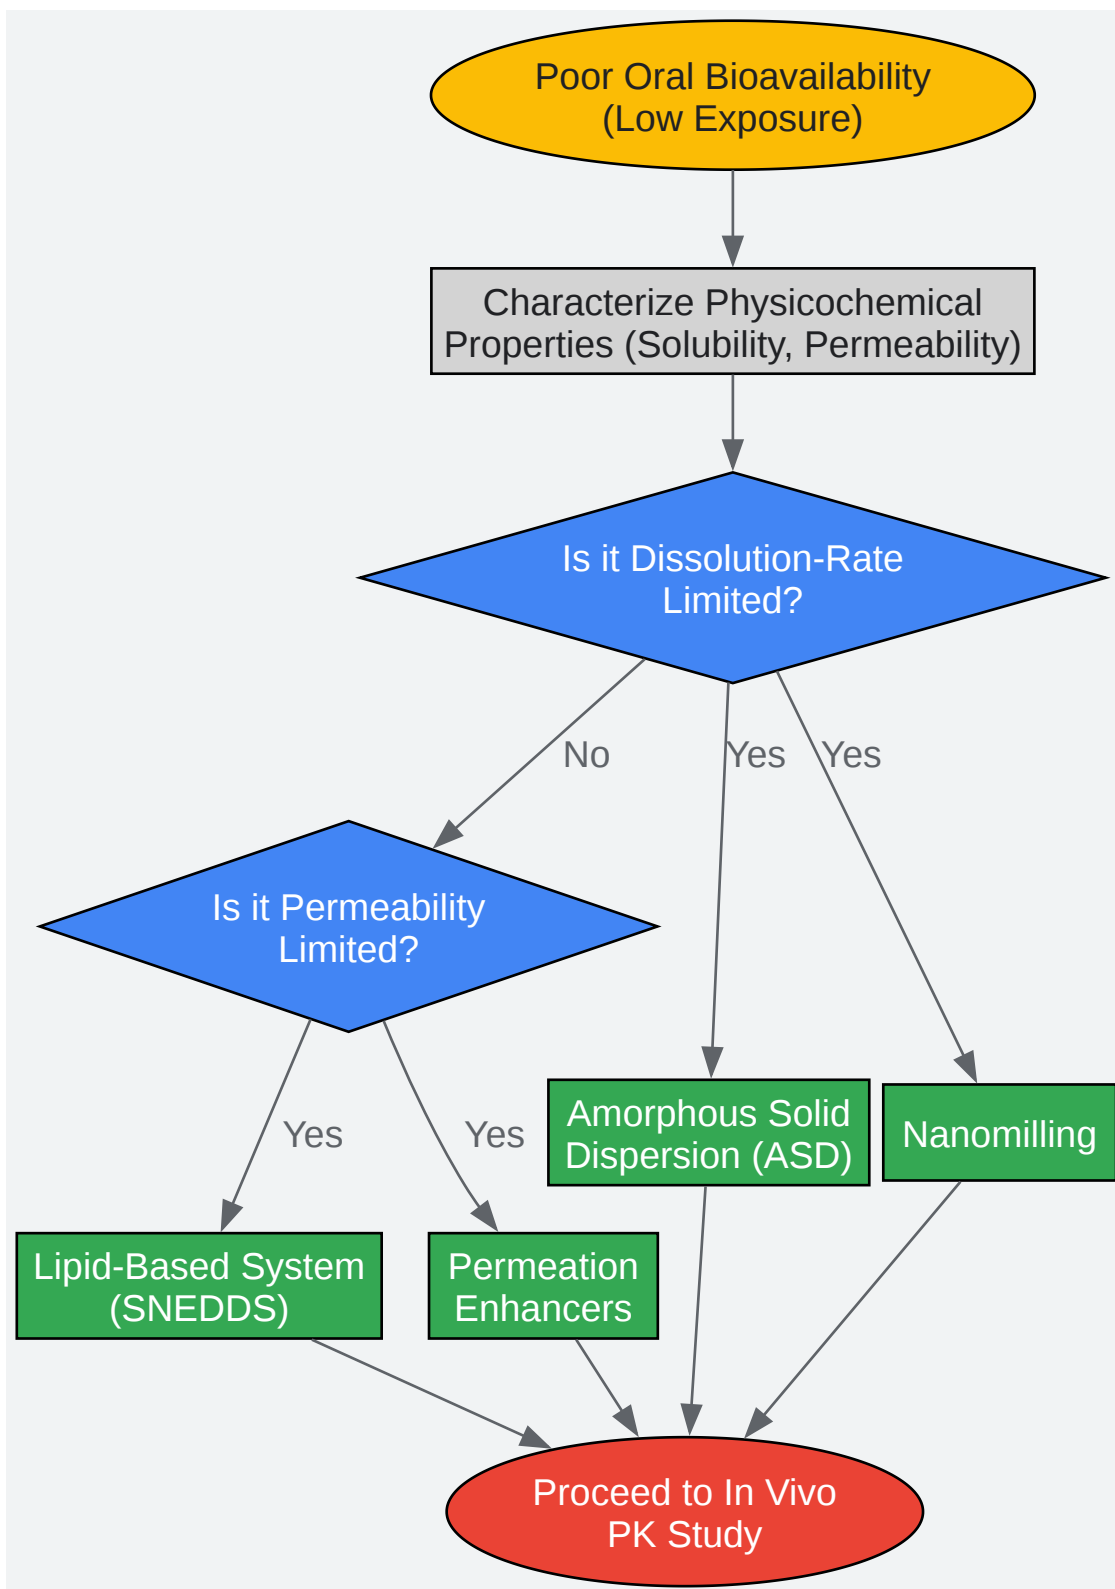 Poor Oral Bioavailability
(Low Exposure)
Characterize Physicochemical
Properties (Solubility, Permeability)
Is it Dissolution-Rate
Limited?
No
Yes
Yes
Is it Permeability
Limited?
Yes
Yes
Amorphous Solid
Dispersion (ASD)
Nanomilling
Lipid-Based System
(SNEDDS)
Permeation
Enhancers
Proceed to In Vivo
PK Study